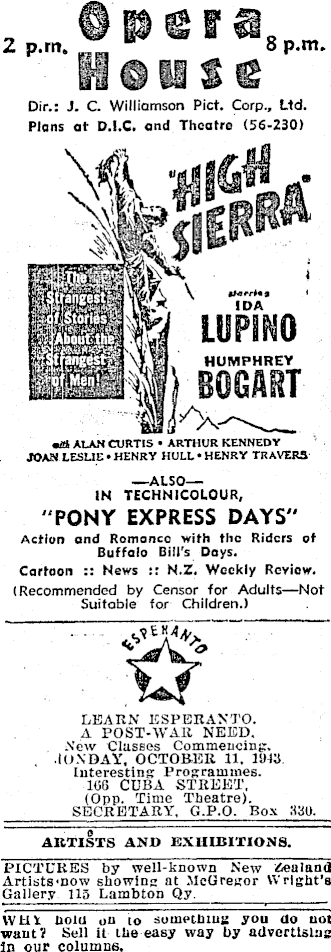 Opera
2 p.m. 8 p.m.
House
Dir.: J. C. Williamson Pict. Corp., Ltd.
Plans at D.I.C. and Theatre (56-230)
"HIGH
SIERRA"
starring
IDA
LUPINO
HUMPHREY
BOGART
The
Strangest
of Stories
About the
Strangest
of Men!
with ALAN CURTIS • ARTHUR KENNEDY
JOAN LESLIE • HENRY HULL • HENRY TRAVERS
—ALSO—
IN TECHNICOLOUR,
"PONY EXPRESS DAYS"
Action and Romance with the Riders of
Buffalo Bill's Days.
Cartoon :: News :: N.Z. Weekly Review.
(Recommended by Censor for Adults—Not
Suitable for Children.)
ESPERANTO
LEARN ESPERANTO.
A POST-WAR NEED.
New Classes Commencing,
MONDAY, OCTOBER 11, 1943.
Interesting Programmes.
166 CUBA STREET,
(Opp. Time Theatre).
SECRETARY, G.P.O. Box 330.
ARTISTS AND EXHIBITIONS.
PICTURES by well-known New Zealand
Artists now showing at McGregor Wright's
Gallery 115 Lambton Qy.
WHY hold on to something you do not
want? Sell it the easy way by advertising
in our columns.